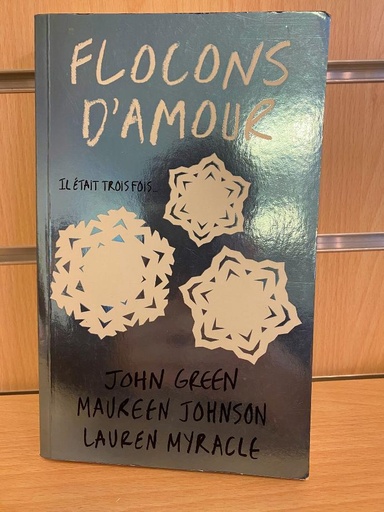 FLOCONS
D'AMOUR
IL ÉTAIT TROIS FOIS...
JOHN GREEN
MAUREEN JOHNSON
LAUREN MYRACLE